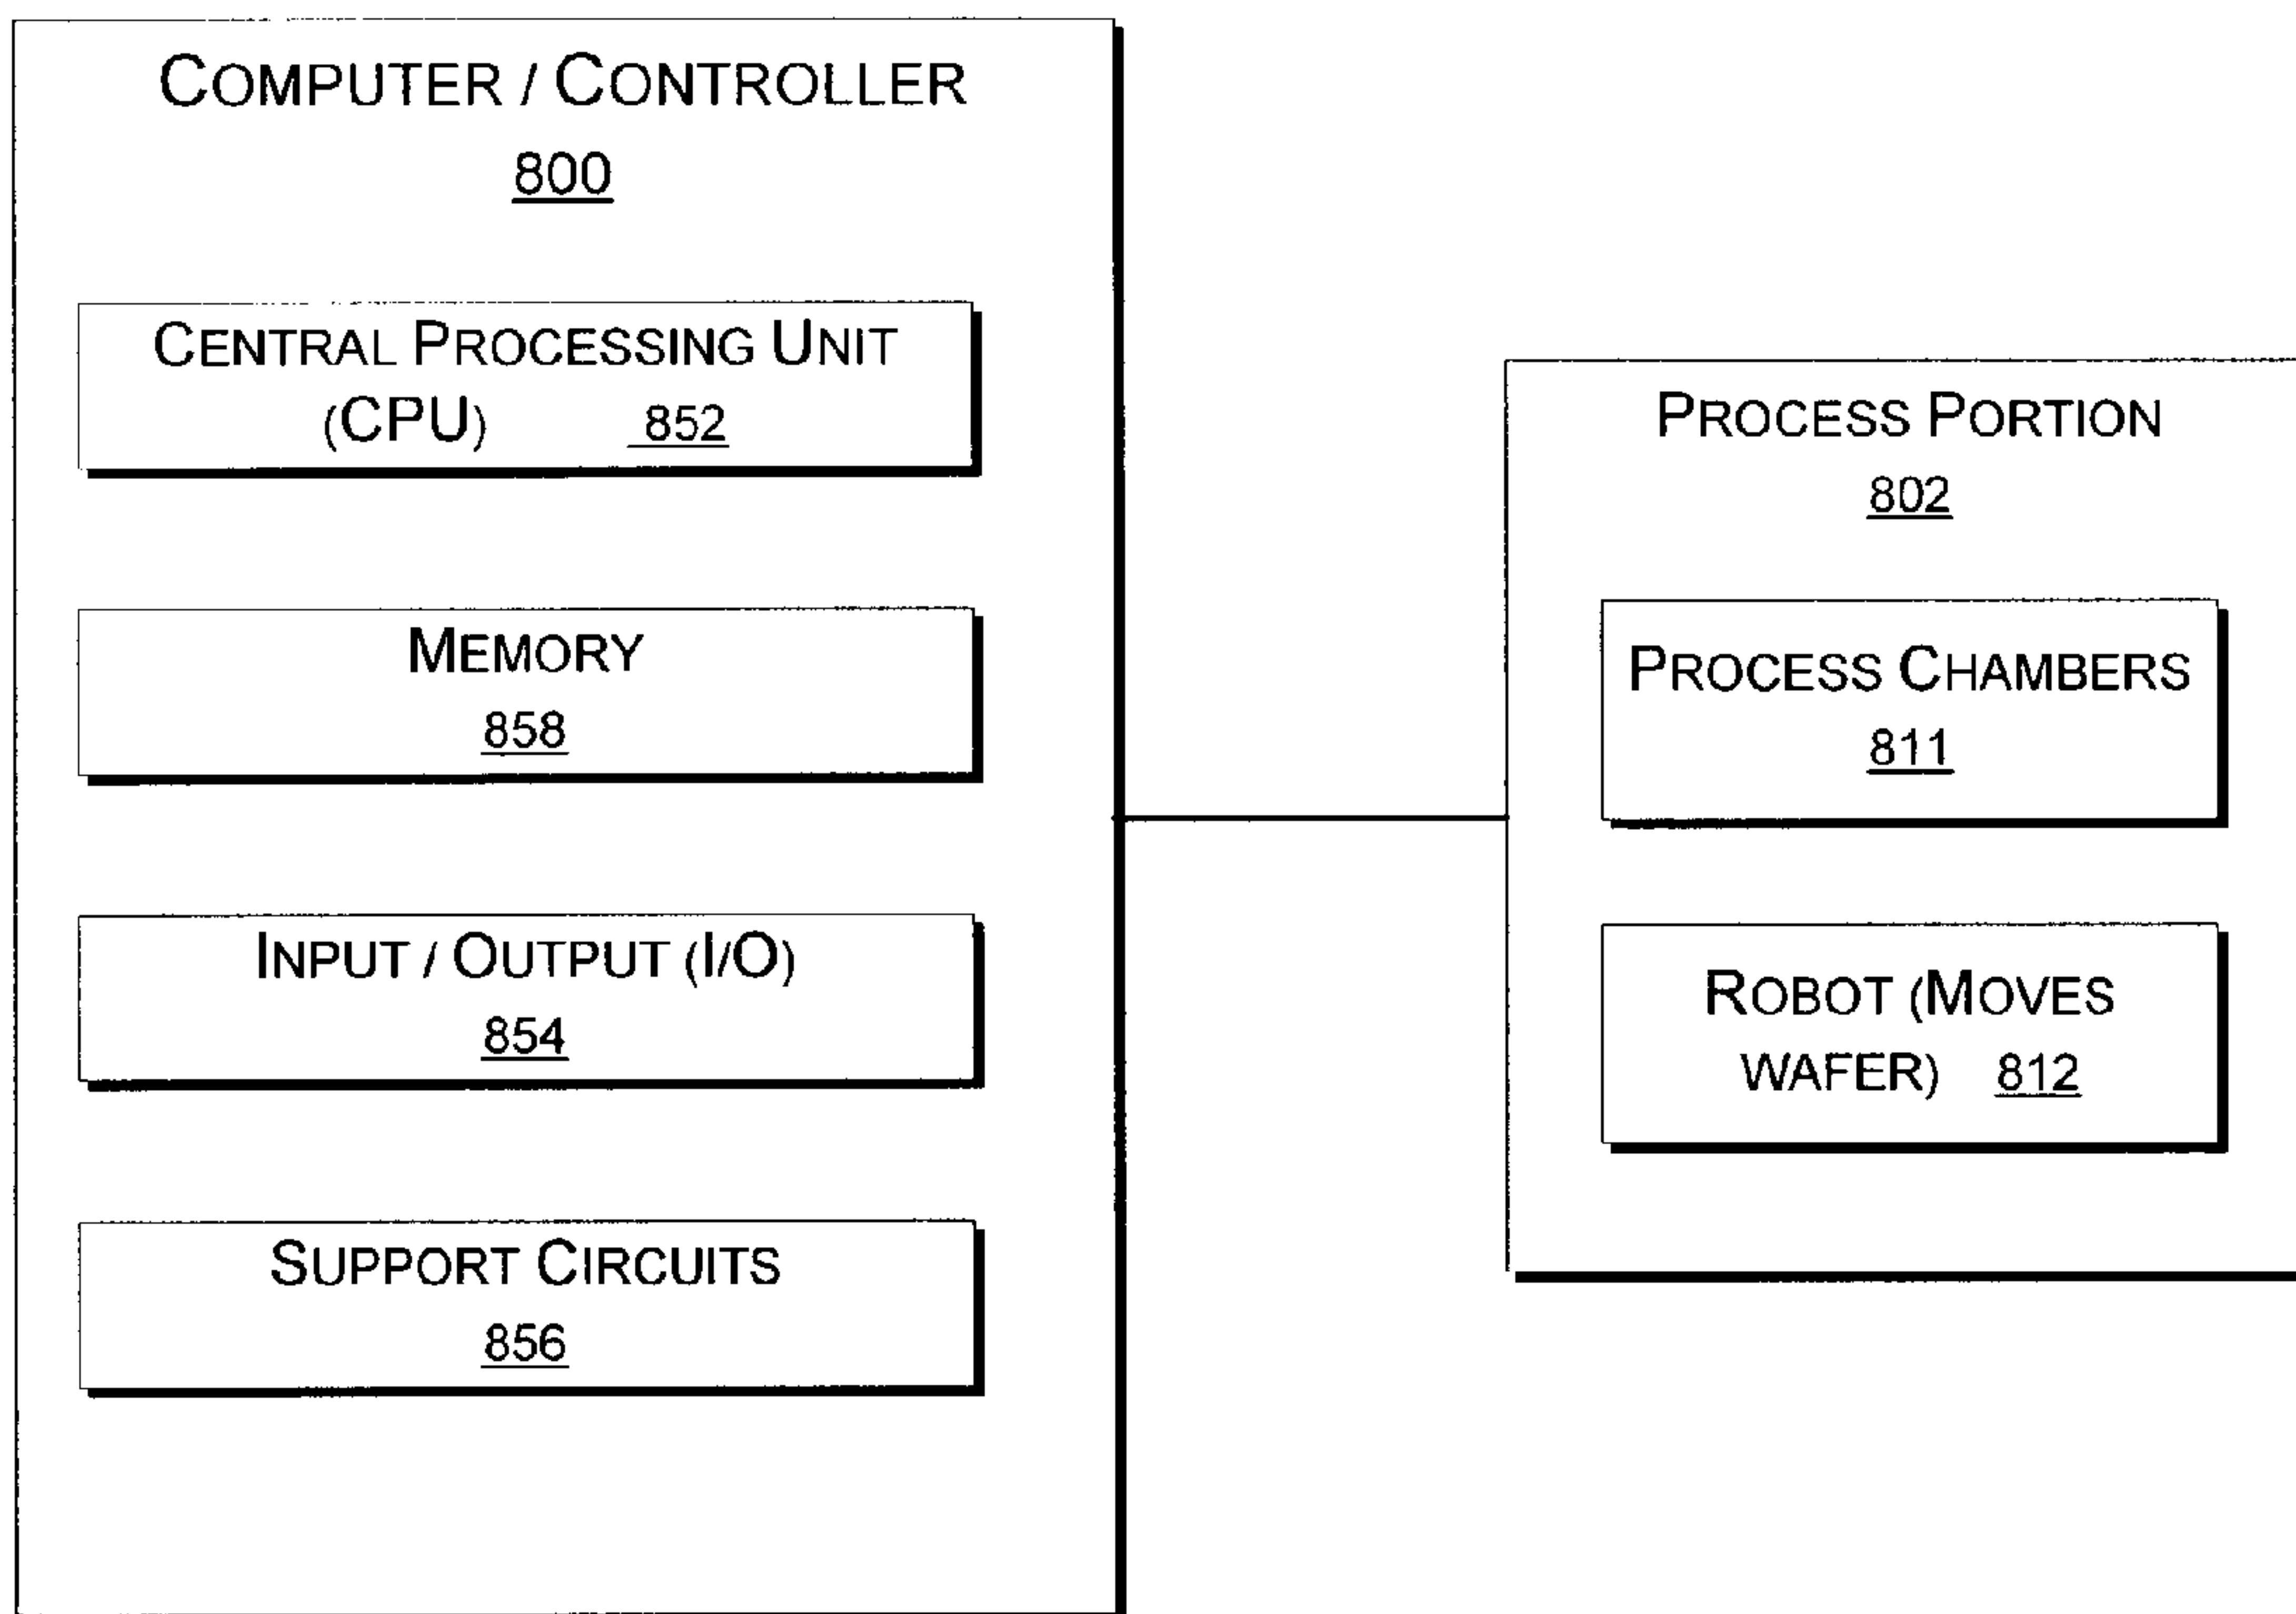 COMPUTER / CONTROLLER
800
CENTRAL PROCESSING UNIT
(CPU) 852
MEMORY
858
INPUT / OUTPUT (I/O)
854
SUPPORT CIRCUITS
856
PROCESS PORTION
802
PROCESS CHAMBERS
811
ROBOT (MOVES
WAFER) 812